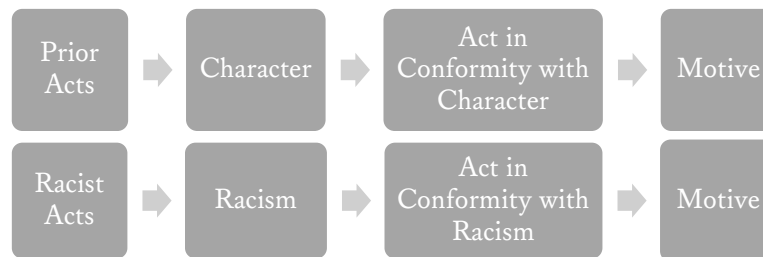 Prior
Acts
Character
Act in
Conformity with
Character
Motive
Racist
Acts
Racism
Act in
Conformity with
Racism
Motive